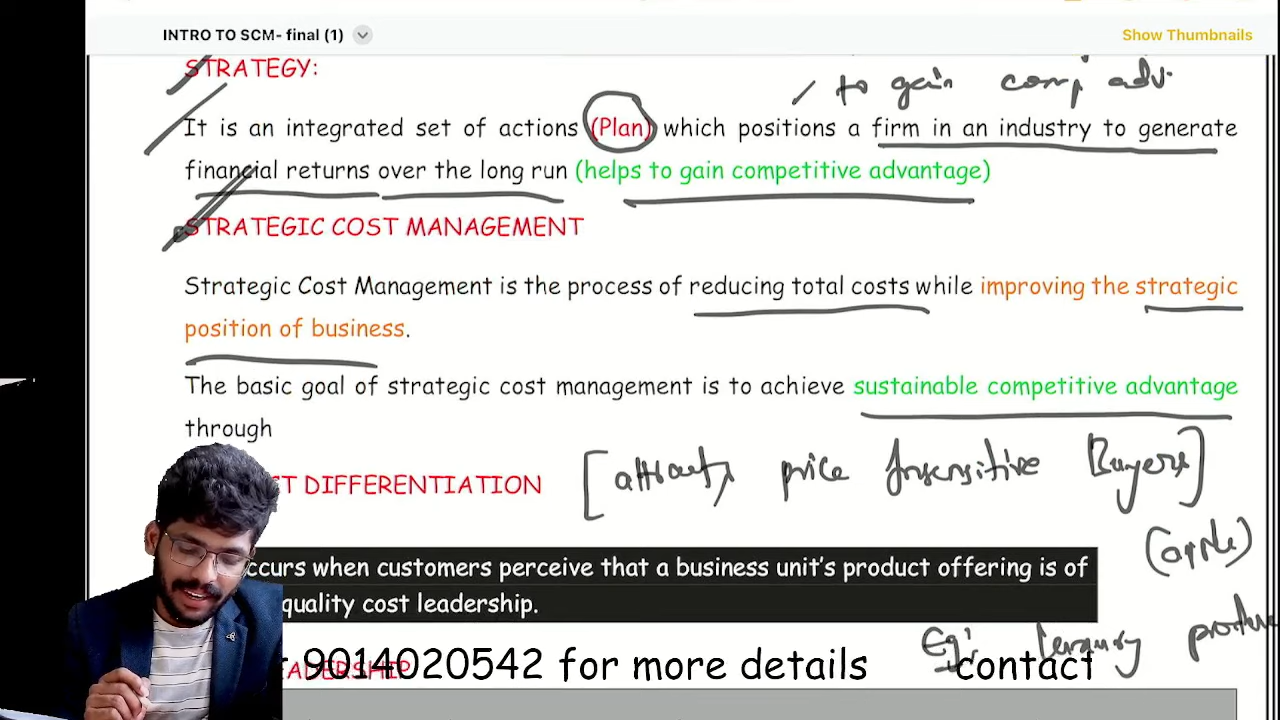 INTRO TO SCM- final (1)
Show Thumbnails
STRATEGY:
to gain comp adv.
It is an integrated set of actions (Plan) which positions a firm in an industry to generate
financial returns over the long run (helps to gain competitive advantage)
STRATEGIC COST MANAGEMENT
Strategic Cost Management is the process of reducing total costs while improving the strategic
position of business.
The basic goal of strategic cost management is to achieve sustainable competitive advantage
through
T DIFFERENTIATION
[attracts price Insensitive Buyers]
(apple)
ccurs when customers perceive that a business unit's product offering is of
quality cost leadership.
Eg: produ
ADERSHIP
9014020542 for more details contact